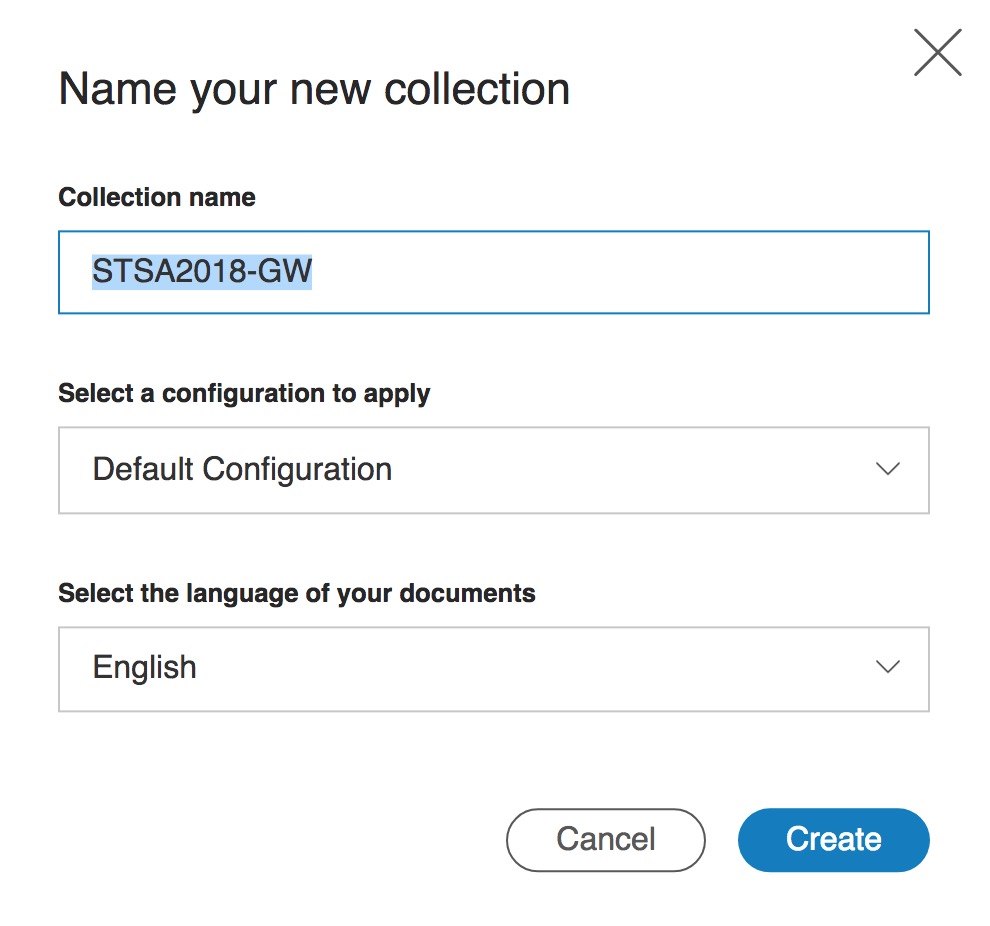 Name your new collection
Collection name
STSA2018-GW
Select a configuration to apply
Default Configuration
Select the language of your documents
English
Cancel
Create